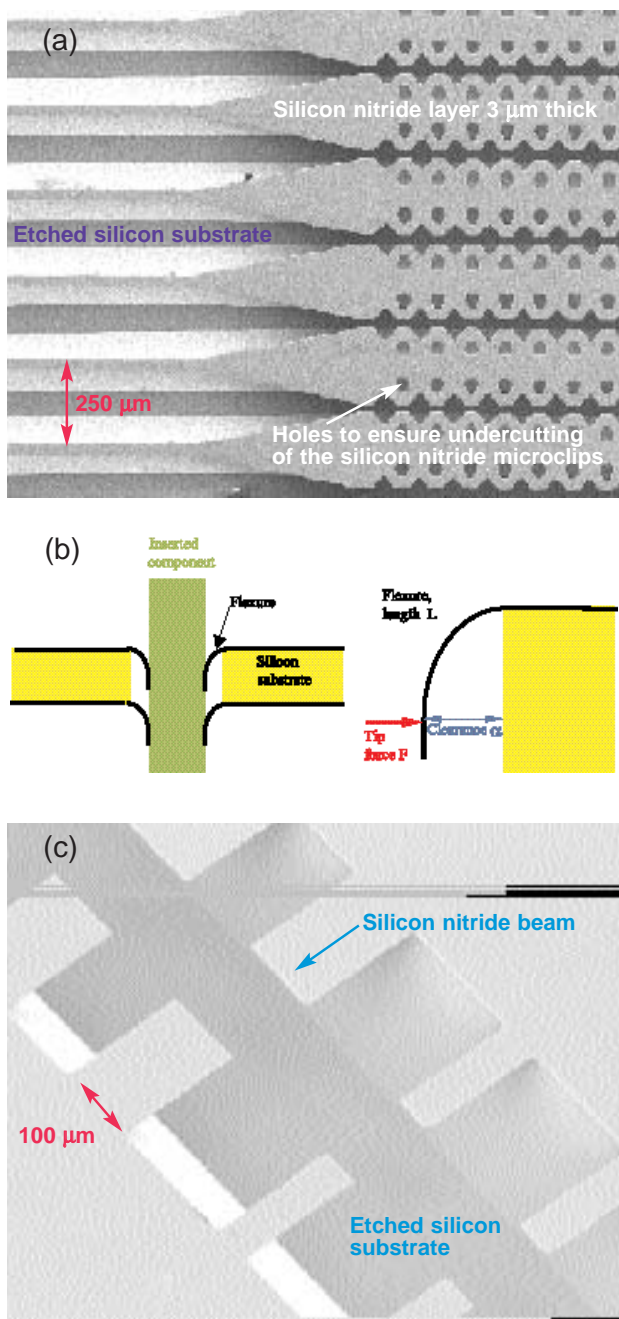 (a)
Silicon nitride layer 3 μm thick
Etched silicon substrate
250 μm
Holes to ensure undercutting
of the silicon nitride microclips
(b)
Inserted
component
Flexure
Silicon
substrate
Flexure,
length L
Tip
force F
Clearance α
(c)
Silicon nitride beam
100 μm
Etched silicon
substrate